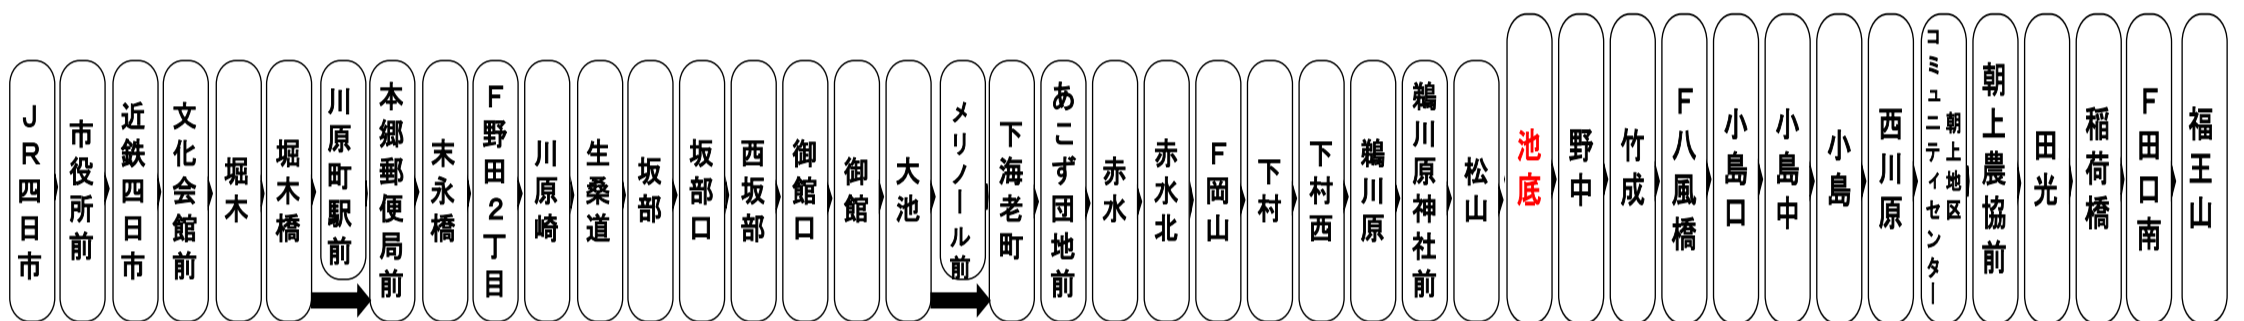 JR四日市
市役所前
近鉄四日市
文化会館前
堀木
堀木橋
川原町駅前
本郷郵便局前
末永橋
F野田2丁目
川原崎
生桑道
坂部
坂部口
西坂部
御館口
御館
大池
メリノール前
下海老町
あこず団地前
赤水
赤水北
F岡山
下村
下村西
鵜川原
鵜川原神社前
松山
池底
野中
竹成
F八風橋
小島口
小島中
小島
西川原
朝上地区
コミュニティセンター
朝上農協前
田光
稲荷橋
F田口南
福王山